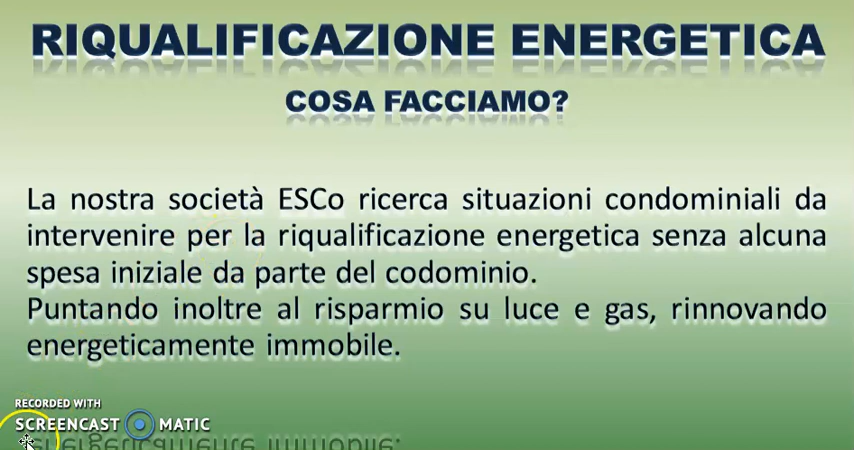 RIQUALIFICAZIONE ENERGETICA
COSA FACCIAMO?
La nostra società ESCo ricerca situazioni condominiali da
intervenire per la riqualificazione energetica senza alcuna
spesa iniziale da parte del codominio.
Puntando inoltre al risparmio su luce e gas, rinnovando
energeticamente immobile.
RECORDED WITH
SCREENCAST MATIC